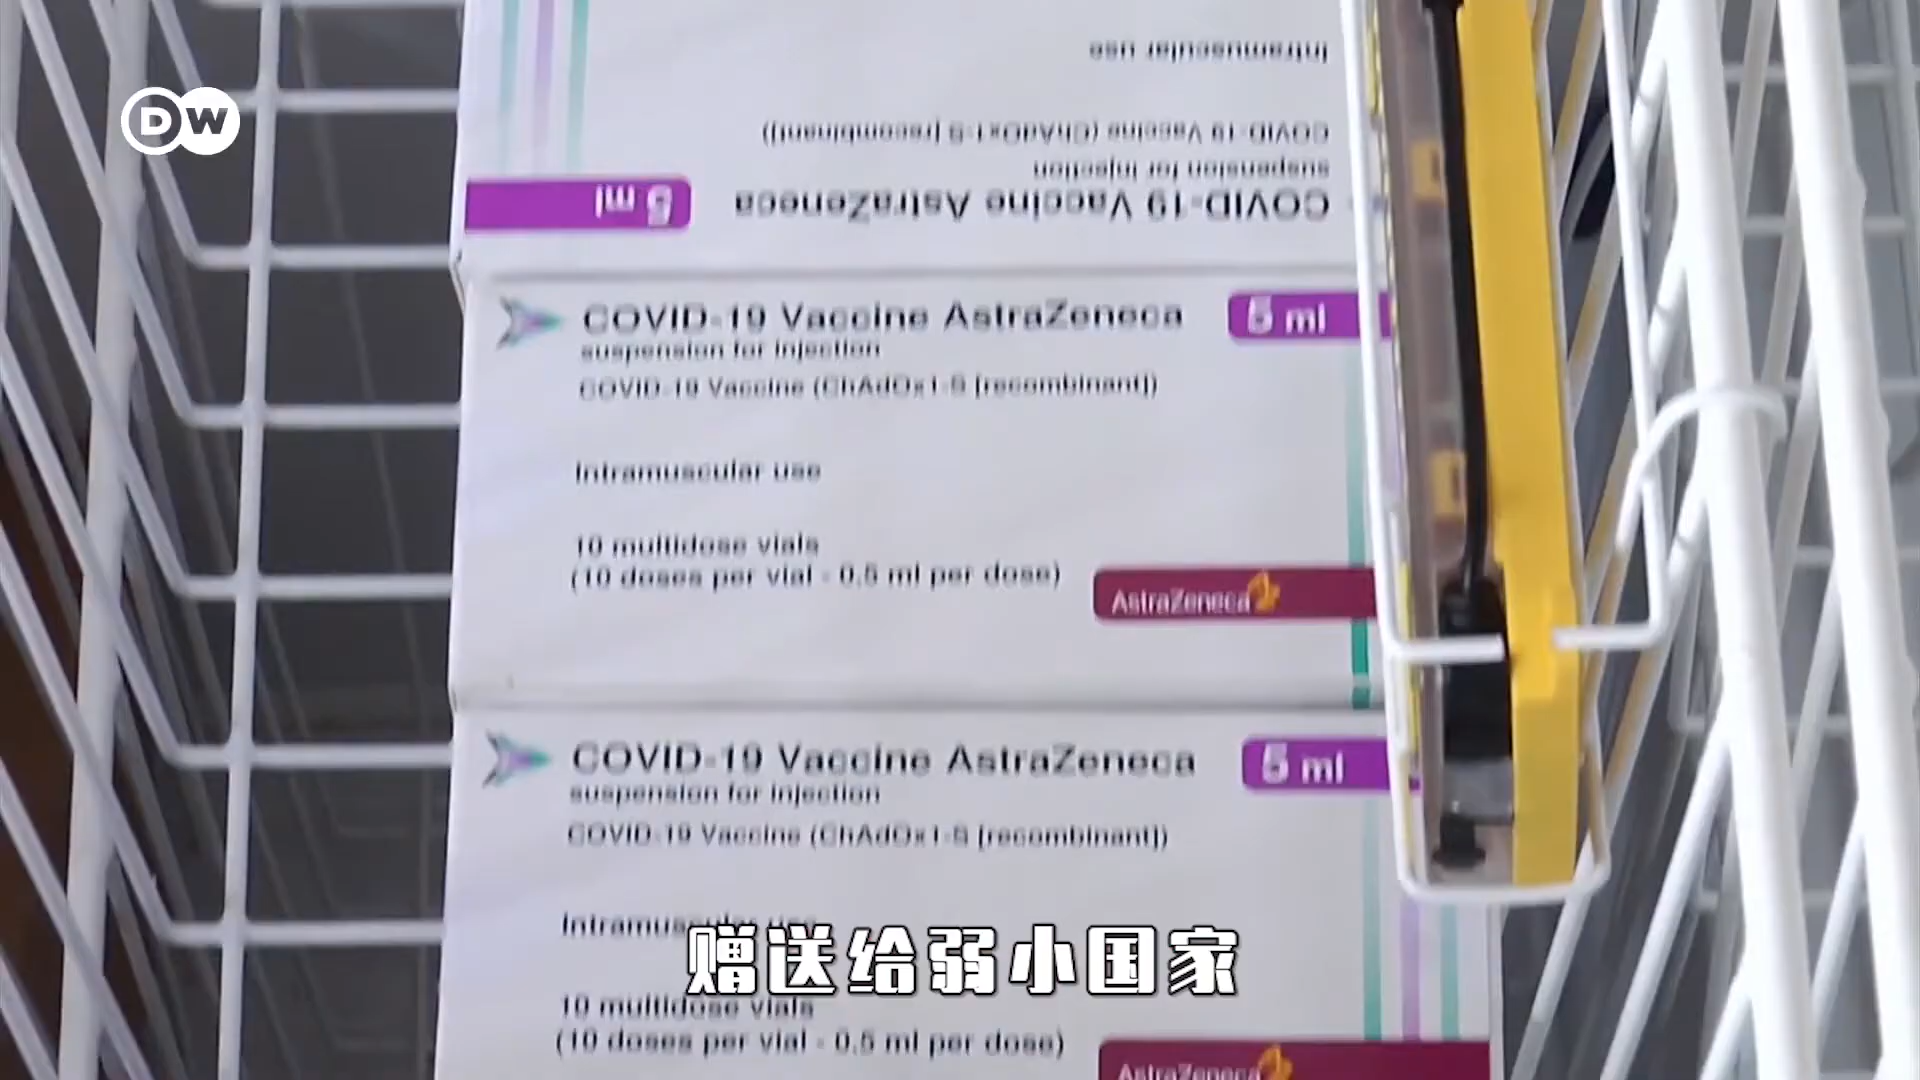 DW
Intramuscular use
COVID-19 Vaccine (ChAdOx1-S [recombinant])
suspension for injection
COVID-19 Vaccine AstraZeneca
5 ml
COVID-19 Vaccine AstraZeneca
5 ml
suspension for injection
COVID-19 Vaccine (ChAdOx1-S [recombinant])
Intramuscular use
10 multidose vials
(10 doses per vial - 0.5 ml per dose)
AstraZeneca
COVID-19 Vaccine AstraZeneca
5 ml
suspension for injection
COVID-19 Vaccine (ChAdOx1-S [recombinant])
Intramuscular use
赠送给弱小国家
10 multidose vials
(10 doses per vial - 0.5 ml per dose)
AstraZeneca